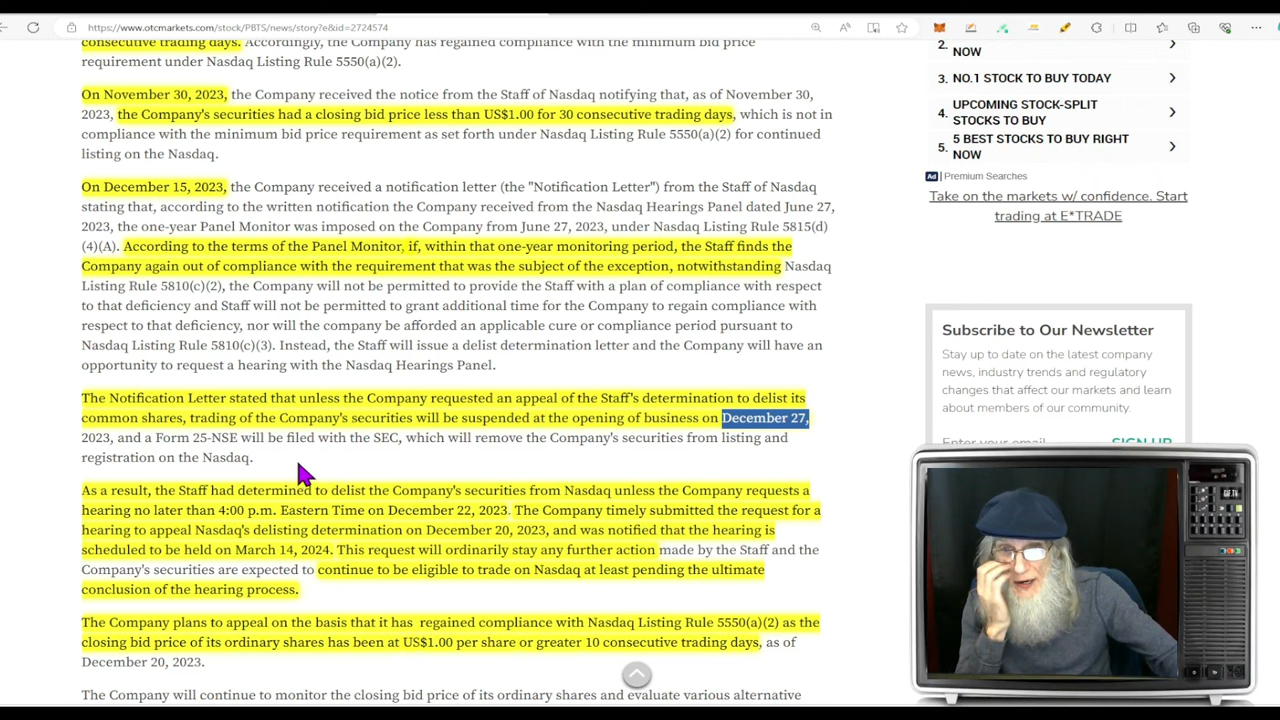 https://www.otcmarkets.com/stock/PBTS/news/story?e&id=2724574
consecutive trading days. Accordingly, the Company has regained compliance with the minimum bid price
requirement under Nasdaq Listing Rule 5550(a)(2).
On November 30, 2023, the Company received the notice from the Staff of Nasdaq notifying that, as of November 30,
2023, the Company's securities had a closing bid price less than US$1.00 for 30 consecutive trading days, which is not in
compliance with the minimum bid price requirement as set forth under Nasdaq Listing Rule 5550(a)(2) for continued
listing on the Nasdaq.
On December 15, 2023, the Company received a notification letter (the "Notification Letter") from the Staff of Nasdaq
stating that, according to the written notification the Company received from the Nasdaq Hearings Panel dated June 27,
2023, the one-year Panel Monitor was imposed on the Company from June 27, 2023, under Nasdaq Listing Rule 5815(d)
(4)(A). According to the terms of the Panel Monitor, if, within that one-year monitoring period, the Staff finds the
Company again out of compliance with the requirement that was the subject of the exception, notwithstanding Nasdaq
Listing Rule 5810(c)(2), the Company will not be permitted to provide the Staff with a plan of compliance with respect
to that deficiency and Staff will not be permitted to grant additional time for the Company to regain compliance with
respect to that deficiency, nor will the company be afforded an applicable cure or compliance period pursuant to
Nasdaq Listing Rule 5810(c)(3). Instead, the Staff will issue a delist determination letter and the Company will have an
opportunity to request a hearing with the Nasdaq Hearings Panel.
The Notification Letter stated that unless the Company requested an appeal of the Staff's determination to delist its
common shares, trading of the Company's securities will be suspended at the opening of business on December 27,
2023, and a Form 25-NSE will be filed with the SEC, which will remove the Company's securities from listing and
registration on the Nasdaq.
As a result, the Staff had determined to delist the Company's securities from Nasdaq unless the Company requests a
hearing no later than 4:00 p.m. Eastern Time on December 22, 2023. The Company timely submitted the request for a
hearing to appeal Nasdaq's delisting determination on December 20, 2023, and was notified that the hearing is
scheduled to be held on March 14, 2024. This request will ordinarily stay any further action made by the Staff and the
Company's securities are expected to continue to be eligible to trade on Nasdaq at least pending the ultimate
conclusion of the hearing process.
The Company plans to appeal on the basis that it has regained compliance with Nasdaq Listing Rule 5550(a)(2) as the
closing bid price of its ordinary shares has been at US$1.00 per share or greater 10 consecutive trading days, as of
December 20, 2023.
The Company will continue to monitor the closing bid price of its ordinary shares and evaluate various alternative
2. NOW
3. NO.1 STOCK TO BUY TODAY
4. UPCOMING STOCK-SPLIT
STOCKS TO BUY
5. 5 BEST STOCKS TO BUY RIGHT
NOW
Ad | Premium Searches
Take on the markets w/ confidence. Start
trading at E*TRADE
Subscribe to Our Newsletter
Stay up to date on the latest company
news, industry trends and regulatory
changes that affect our markets and learn
about members of our community.
Enter your email
SIGN UP